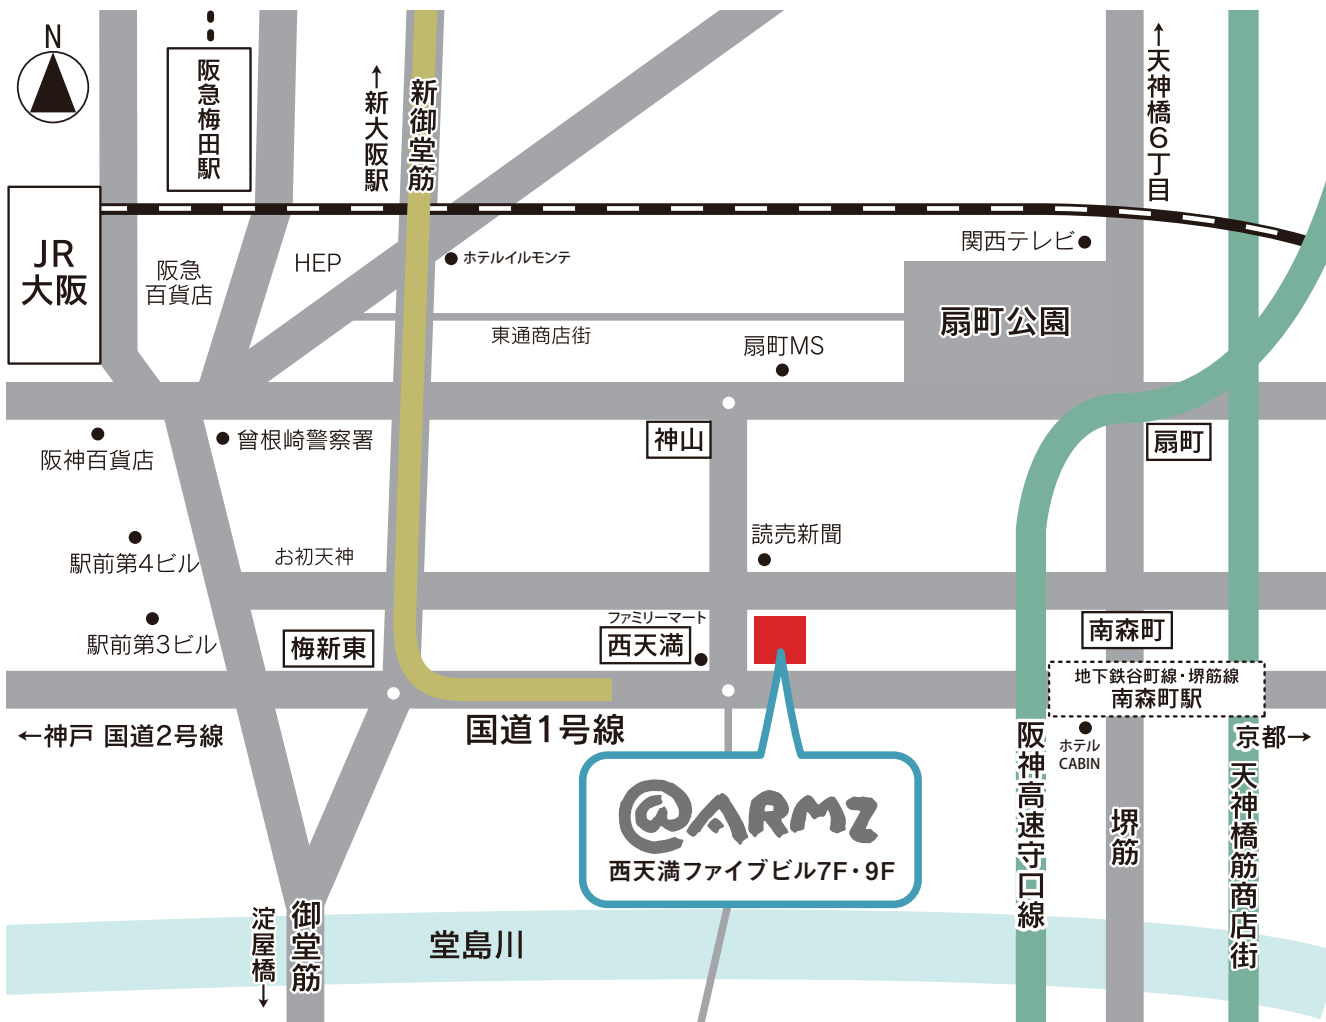 N
阪急梅田駅
←新大阪駅
新御堂筋
←天神橋6丁目
JR
大阪
阪急
百貨店
HEP
ホテルイルモンテ
関西テレビ
扇町公園
東通商店街
扇町MS
阪神百貨店
曾根崎警察署
神山
扇町
駅前第4ビル
お初天神
読売新聞
駅前第3ビル
梅新東
ファミリーマート
西天満
南森町
地下鉄谷町線・堺筋線
南森町駅
←神戸 国道2号線
国道1号線
阪神高速守口線
ホテル
CABIN
京都→
天神橋筋商店街
堺筋
@ARMZ
西天満ファイブビル7F・9F
淀屋橋→
御堂筋
堂島川